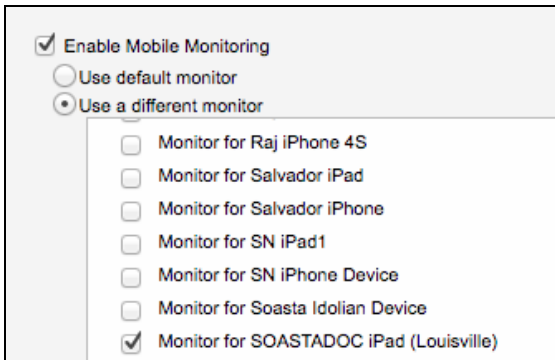 Enable Mobile Monitoring
Use default monitor
Use a different monitor
Monitor for Raj iPhone 4S
Monitor for Salvador iPad
Monitor for Salvador iPhone
Monitor for SN iPad1
Monitor for SN iPhone Device
Monitor for Soasta Idolian Device
Monitor for SOASTADOC iPad (Louisville)